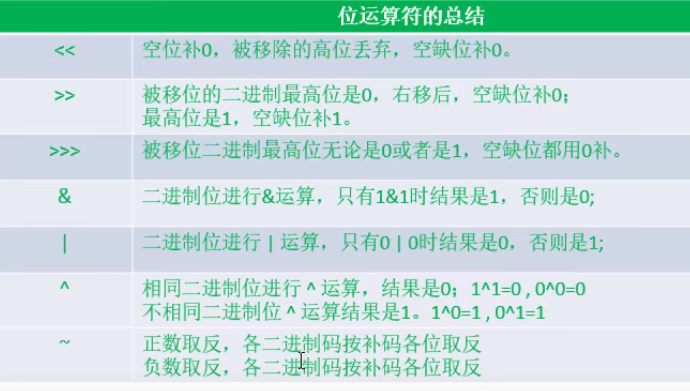 位运算符的总结
<< 空位补0，被移除的高位丢弃，空缺位补0。
>> 被移位的二进制最高位是0，右移后，空缺位补0；
最高位是1，空缺位补1。
>>> 被移位二进制最高位无论是0或者是1，空缺位都用0补。
& 二进制位进行&运算，只有1&1时结果是1，否则是0;
| 二进制位进行 | 运算，只有0 | 0时结果是0，否则是1;
^ 相同二进制位进行 ^ 运算，结果是0；1^1=0 , 0^0=0
不相同二进制位 ^ 运算结果是1。1^0=1 , 0^1=1
~ 正数取反，各二进制码按补码各位取反
负数取反，各二进制码按补码各位取反